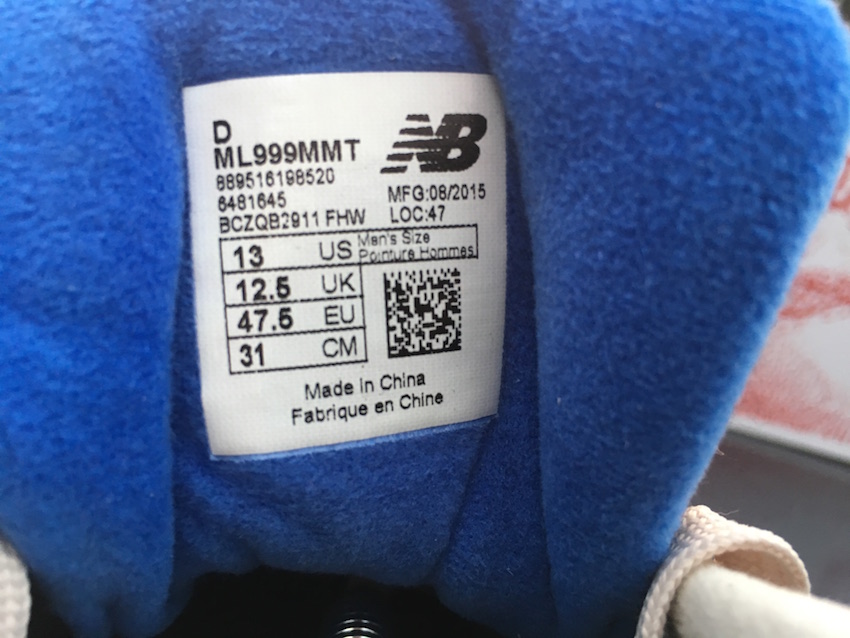 D
ML999MMT
NB
889516198520
6481645
MFG:08/2015
BCZQB2911 FHW
LOC:47
13 US Men's Size
Pointure Hommes
12.5 UK
47.5 EU
31 CM
Made in China
Fabrique en Chine